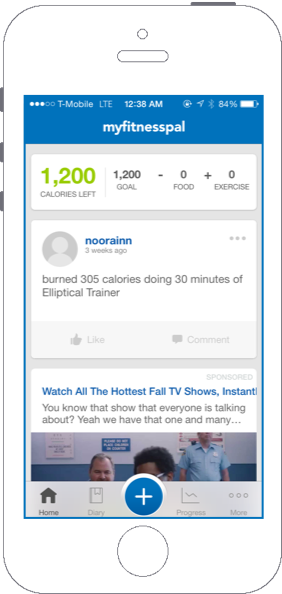 T-Mobile LTE 12:38 AM 84%
myfitnesspal
1,200 1,200 - 0 + 0
CALORIES LEFT GOAL FOOD EXERCISE
noorainn
3 weeks ago
burned 305 calories doing 30 minutes of
Elliptical Trainer
Like Comment
SPONSORED
Watch All The Hottest Fall TV Shows, Instantl
You know that show that everyone is talking
about? Yeah we have that one and many…
+
Home Diary Progress More